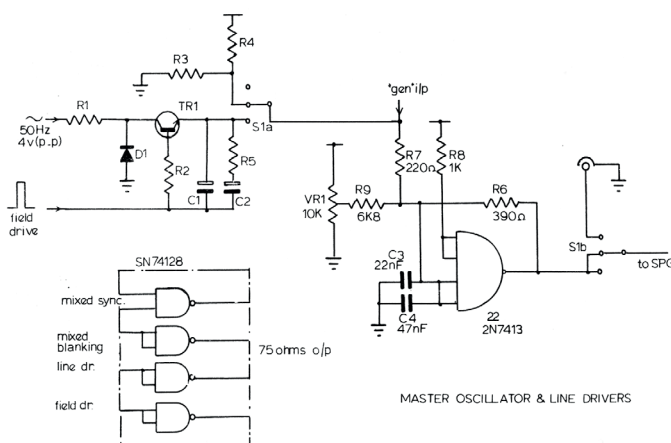 R4
R3
"gen" i/p
R1
TR1
S1a
50Hz
4v(p.p)
D1
R2
R5
R7
220Ω
R8
1K
VR1
10K
R9
6K8
R6
390Ω
C1
C2
field
drive
S1b
C3
22nF
to SPG
SN74128
C4
47nF
22
2N7413
mixed sync.
mixed
blanking
75 ohms o/p
line dr.
field dr.
MASTER OSCILLATOR & LINE DRIVERS